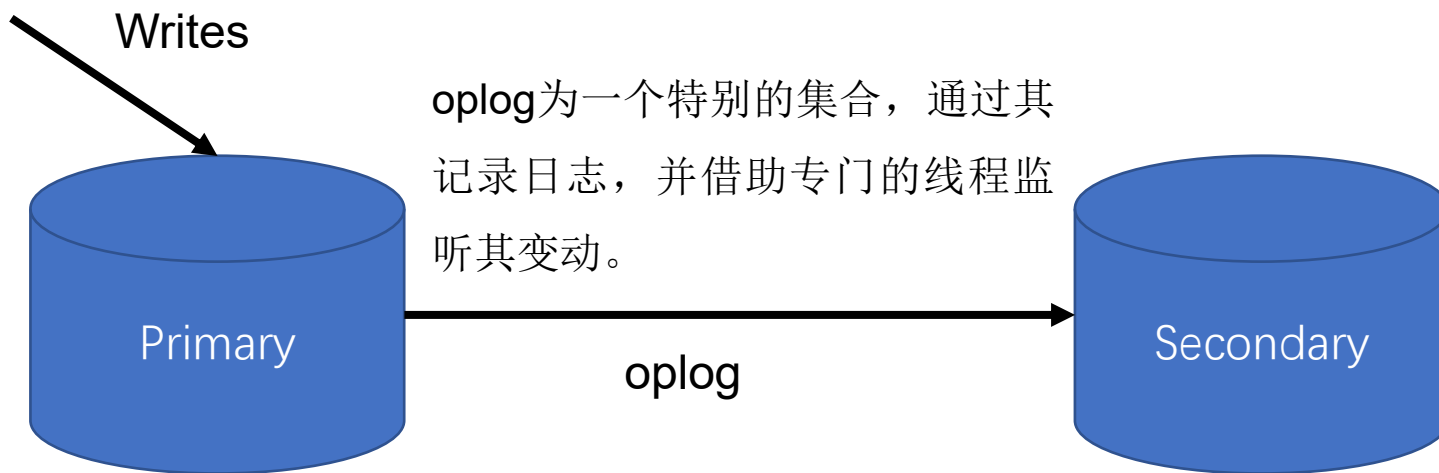 Writes
oplog为一个特别的集合，通过其
记录日志，并借助专门的线程监
听其变动。
Primary
Secondary
oplog